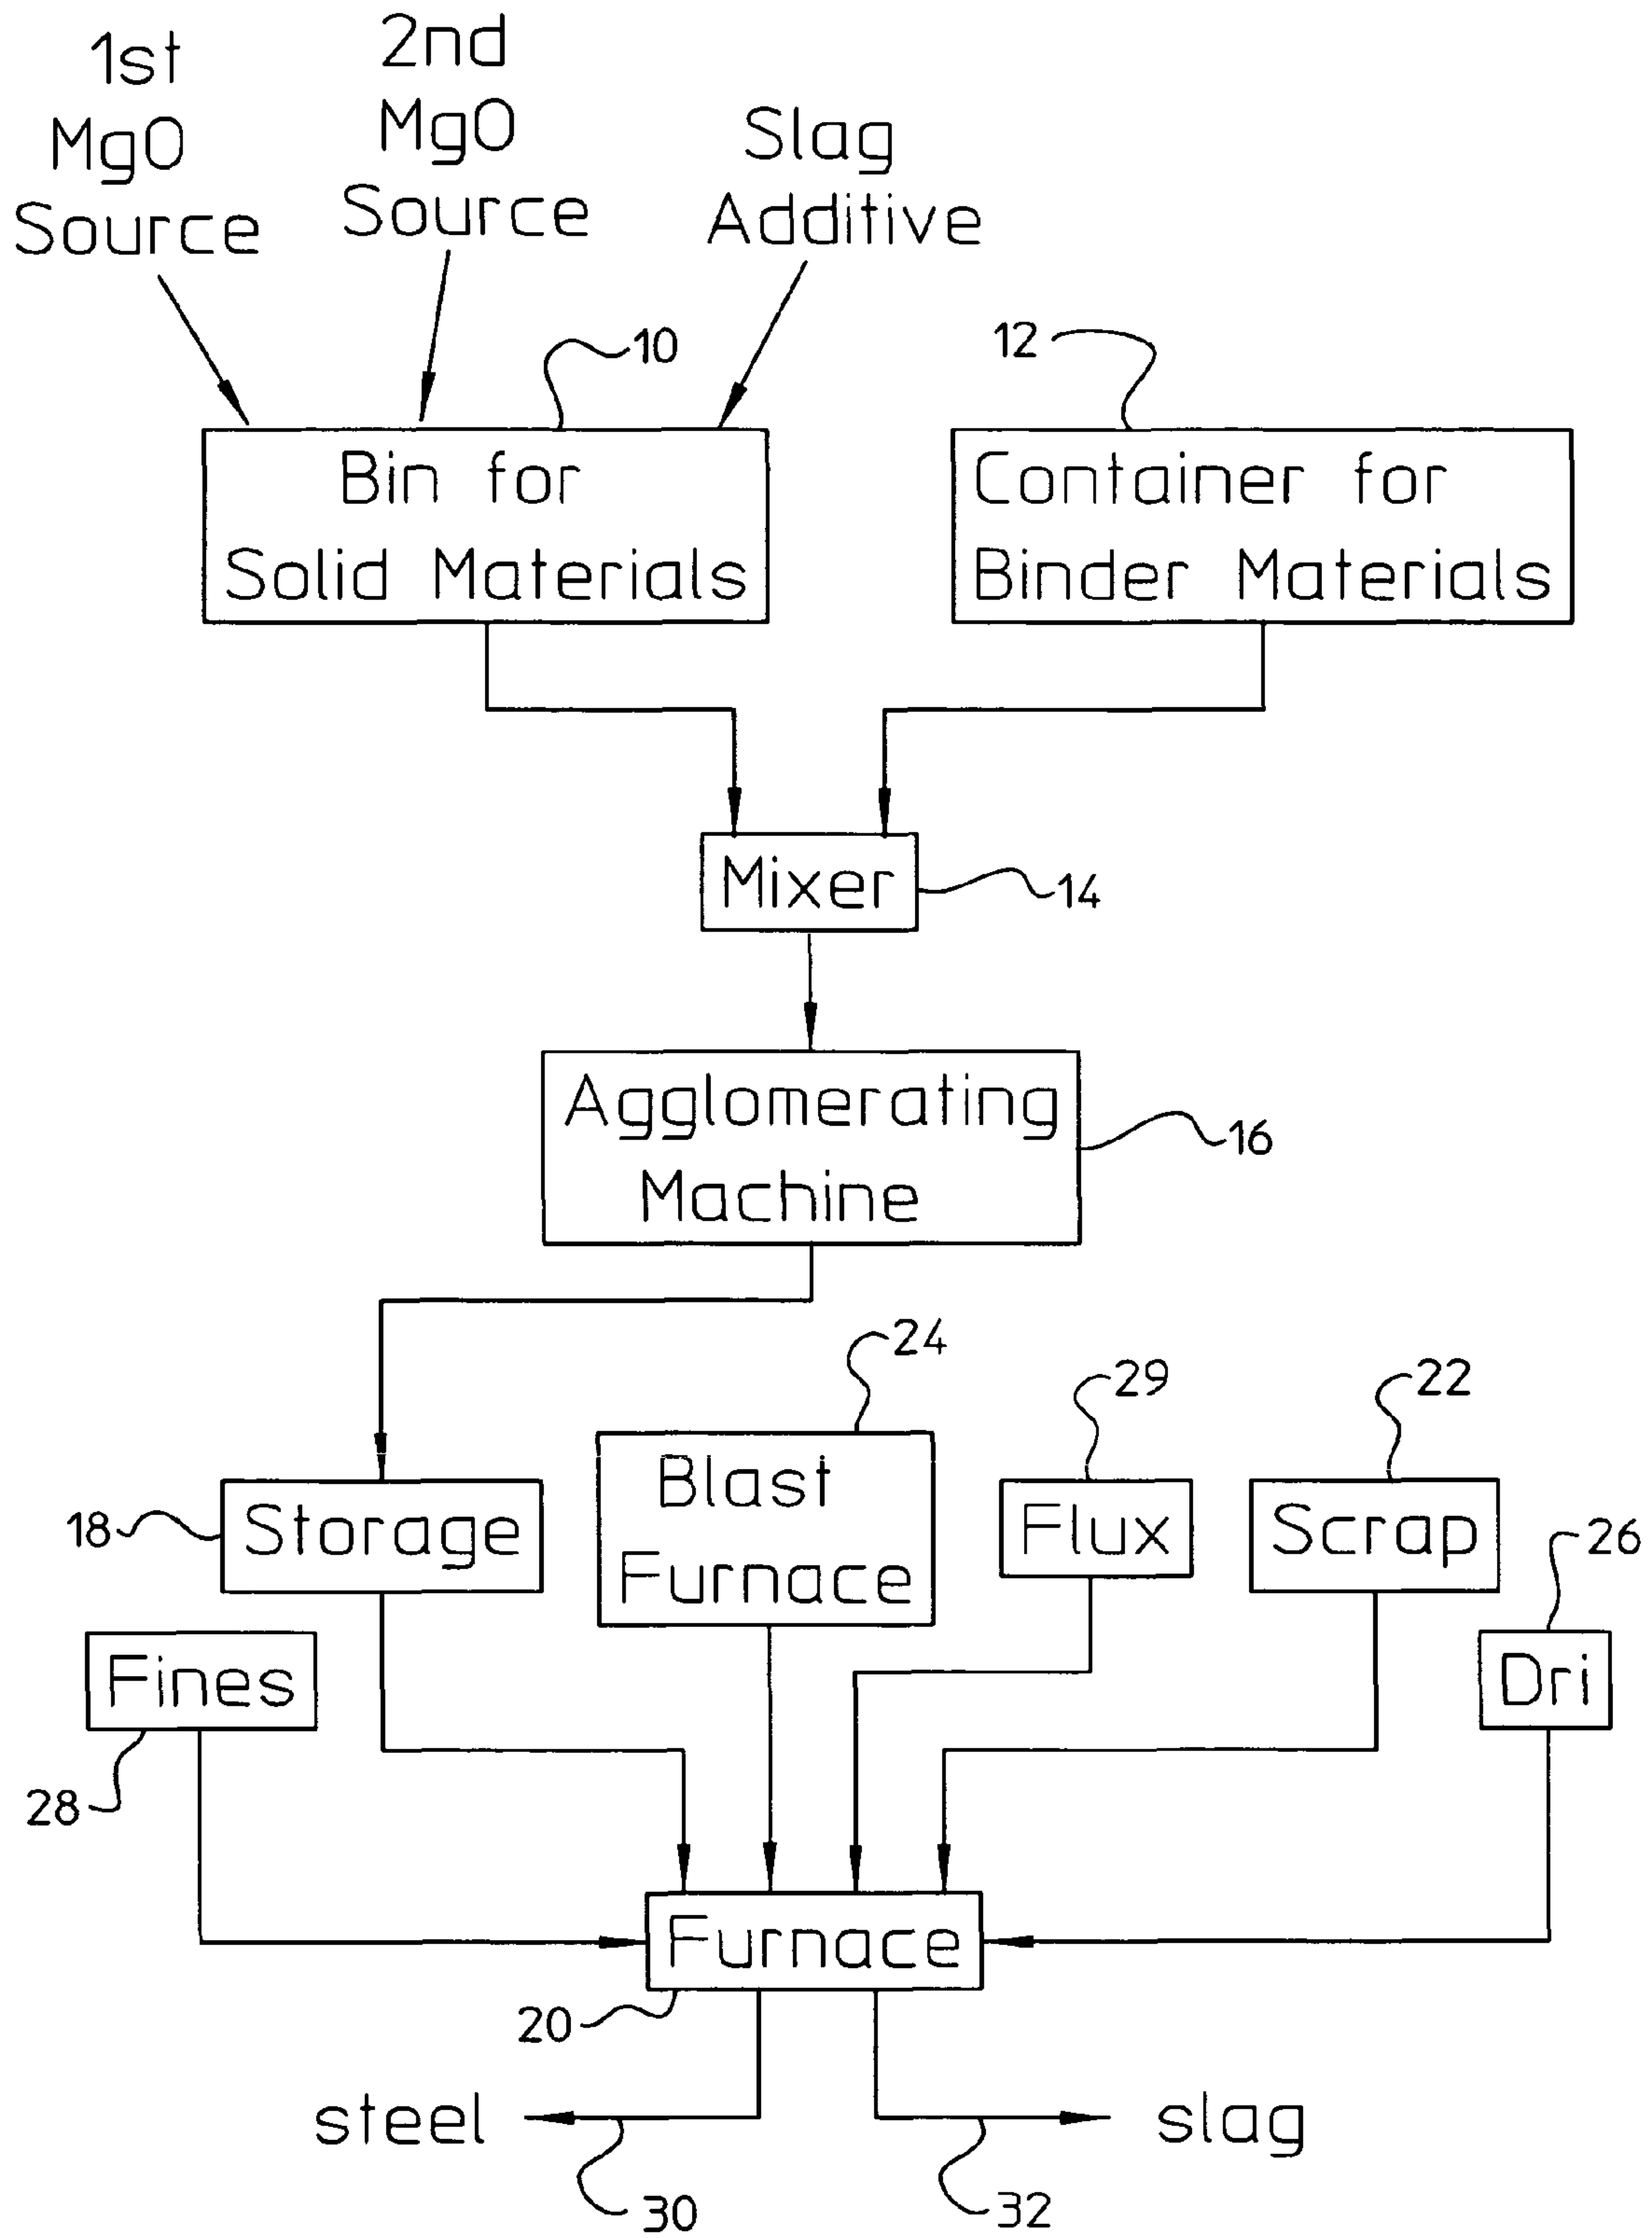 1st
MgO
Source
2nd
MgO
Source
Slag
Additive
10
12
Bin for
Solid Materials
Container for
Binder Materials
Mixer
14
Agglomerating
Machine
16
24
29
22
Blast
Furnace
18
Storage
Flux
Scrap
26
Fines
Dri
28
Furnace
20
steel
slag
30
32